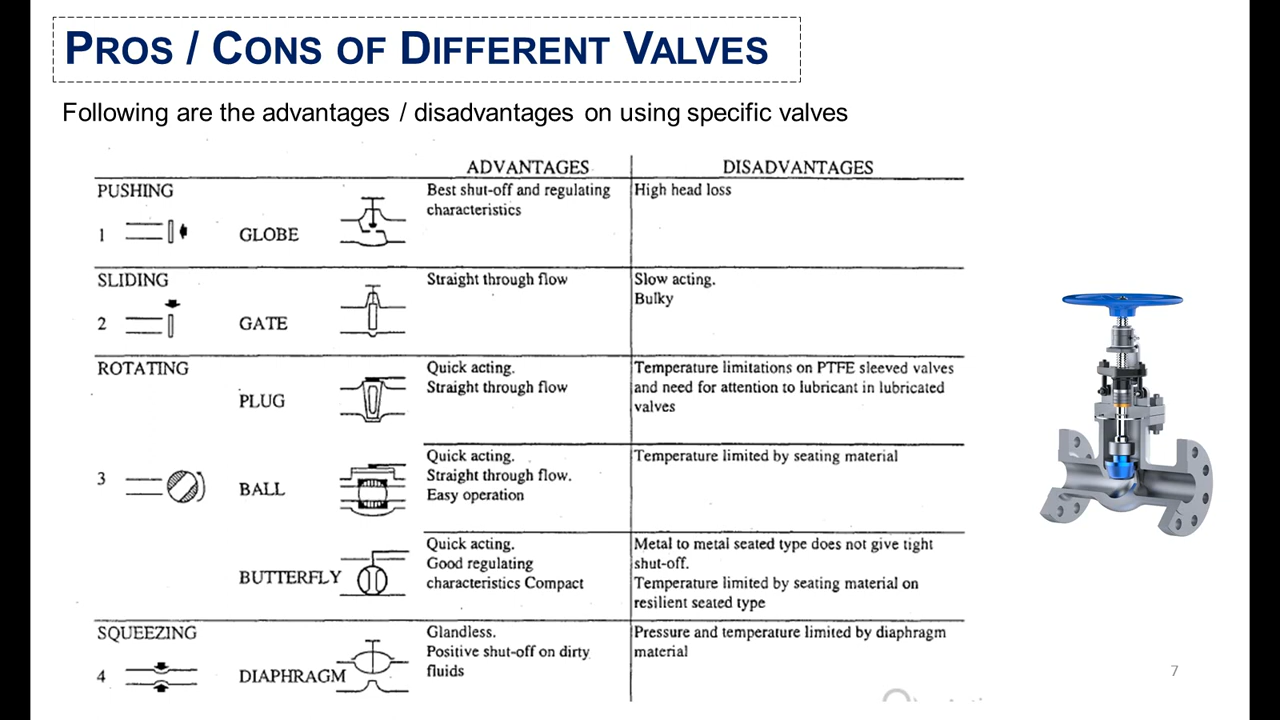 PROS / CONS OF DIFFERENT VALVES
Following are the advantages / disadvantages on using specific valves
ADVANTAGES DISADVANTAGES
PUSHING
1 GLOBE
Best shut-off and regulating
characteristics
High head loss
SLIDING
2 GATE
Straight through flow
Slow acting.
Bulky
ROTATING
3
PLUG
Quick acting.
Straight through flow
Temperature limitations on PTFE sleeved valves
and need for attention to lubricant in lubricated
valves
BALL
Quick acting.
Straight through flow.
Easy operation
Temperature limited by seating material
BUTTERFLY
Quick acting.
Good regulating
characteristics Compact
Metal to metal seated type does not give tight
shut-off.
Temperature limited by seating material on
resilient seated type
SQUEEZING
4 DIAPHRAGM
Glandless.
Positive shut-off on dirty
fluids
Pressure and temperature limited by diaphragm
material
7